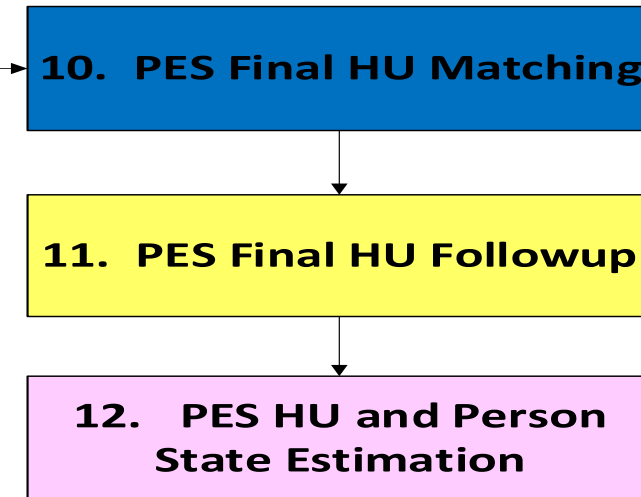 10. PES Final HU Matching
11. PES Final HU Followup
12. PES HU and Person
State Estimation